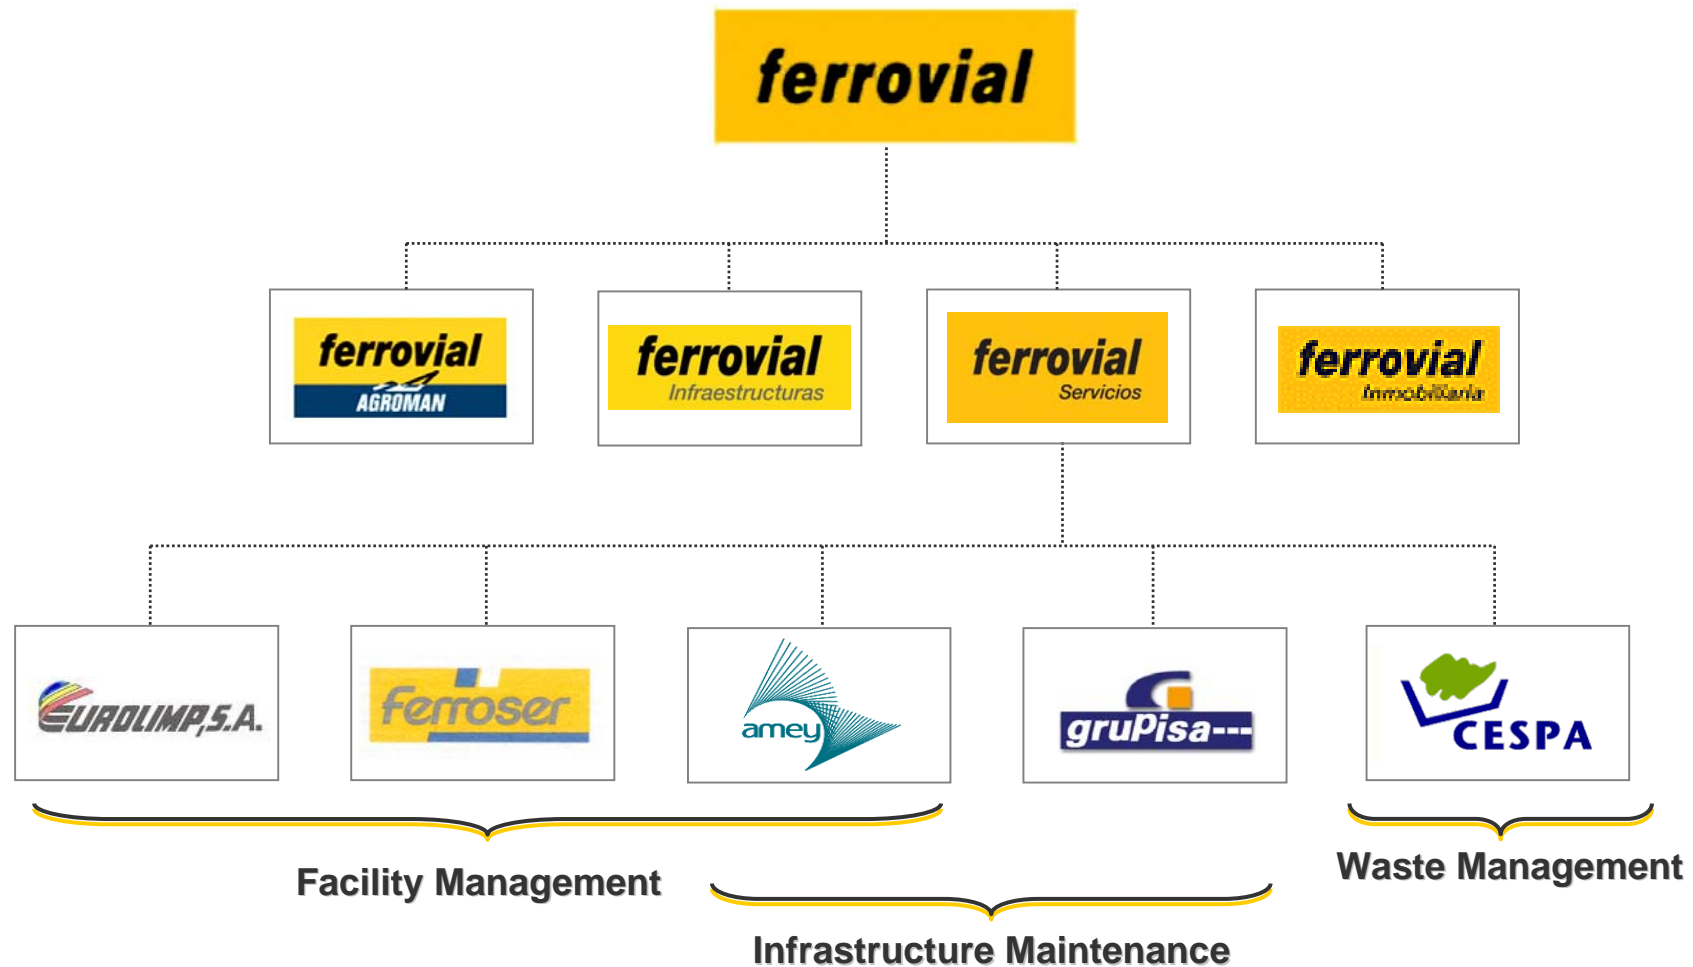 ferrovial
ferrovial
AGROMAN
ferrovial
Infraestructuras
ferrovial
Servicios
ferrovial
Inmobiliaria
EUROLIMP,S.A.
ferroser
amey
gruPisa---
CESPA
Facility Management
Waste Management
Infrastructure Maintenance